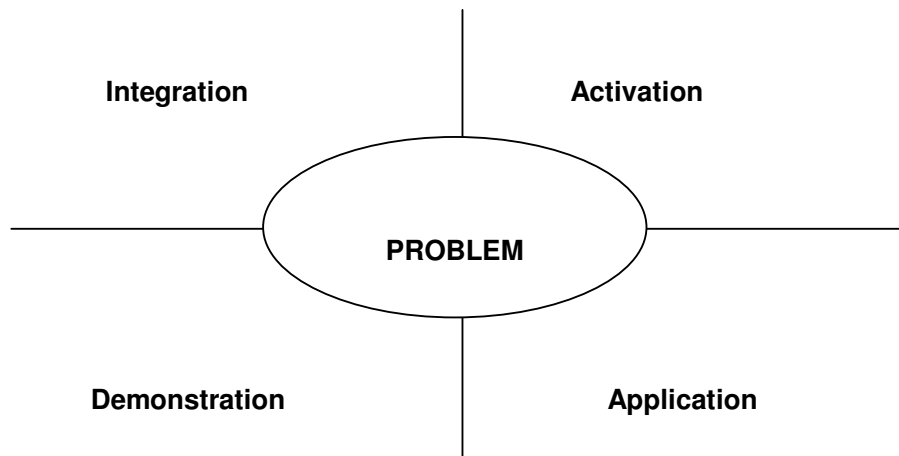 Integration
Activation
PROBLEM
Demonstration
Application